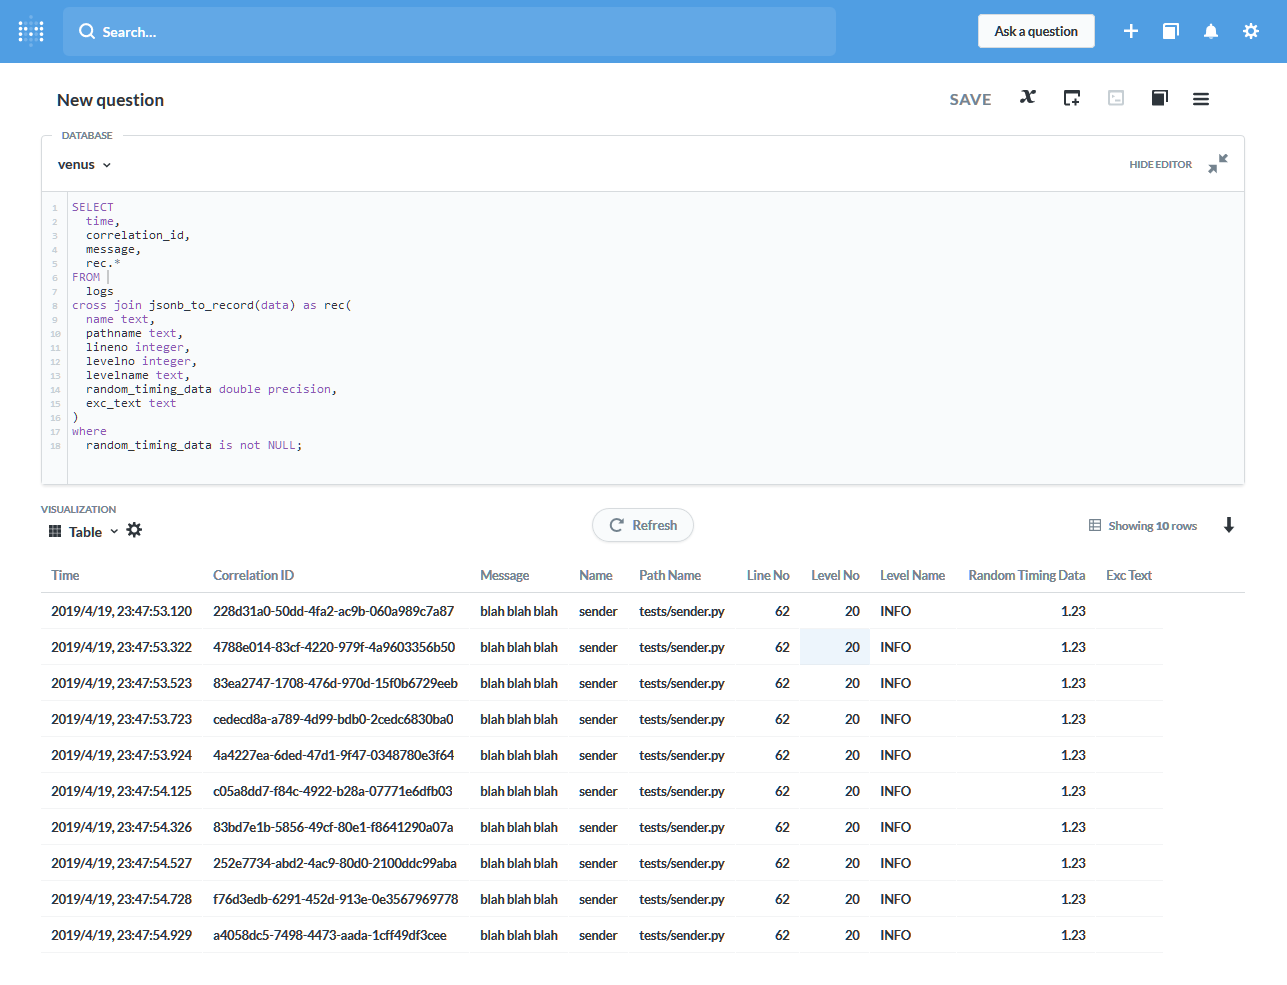 Search...
Ask a question
New question
SAVE
DATABASE
venus
HIDE EDITOR
1 SELECT
2 time,
3 correlation_id,
4 message,
5 rec.*
6 FROM
7 logs
8 cross join jsonb_to_record(data) as rec(
9 name text,
10 pathname text,
11 lineno integer,
12 levelno integer,
13 levelname text,
14 random_timing_data double precision,
15 exc_text text
16 )
17 where
18 random_timing_data is not NULL;
VISUALIZATION
Table
Refresh
Showing 10 rows
Time Correlation ID Message Name Path Name Line No Level No Level Name Random Timing Data Exc Text
2019/4/19, 23:47:53.120 228d31a0-50dd-4fa2-ac9b-060a989c7a87 blah blah blah sender tests/sender.py 62 20 INFO 1.23
2019/4/19, 23:47:53.322 4788e014-83cf-4220-979f-4a9603356b50 blah blah blah sender tests/sender.py 62 20 INFO 1.23
2019/4/19, 23:47:53.523 83ea2747-1708-476d-970d-15f0b6729eeb blah blah blah sender tests/sender.py 62 20 INFO 1.23
2019/4/19, 23:47:53.723 cedecd8a-a789-4d99-bdb0-2cedc6830ba0 blah blah blah sender tests/sender.py 62 20 INFO 1.23
2019/4/19, 23:47:53.924 4a4227ea-6ded-47d1-9f47-0348780e3f64 blah blah blah sender tests/sender.py 62 20 INFO 1.23
2019/4/19, 23:47:54.125 c05a8dd7-f84c-4922-b28a-07771e6dfb03 blah blah blah sender tests/sender.py 62 20 INFO 1.23
2019/4/19, 23:47:54.326 83bd7e1b-5856-49cf-80e1-f8641290a07a blah blah blah sender tests/sender.py 62 20 INFO 1.23
2019/4/19, 23:47:54.527 252e7734-abd2-4ac9-80d0-2100ddc99aba blah blah blah sender tests/sender.py 62 20 INFO 1.23
2019/4/19, 23:47:54.728 f76d3edb-6291-452d-913e-0e3567969778 blah blah blah sender tests/sender.py 62 20 INFO 1.23
2019/4/19, 23:47:54.929 a4058dc5-7498-4473-aada-1cff49df3cee blah blah blah sender tests/sender.py 62 20 INFO 1.23